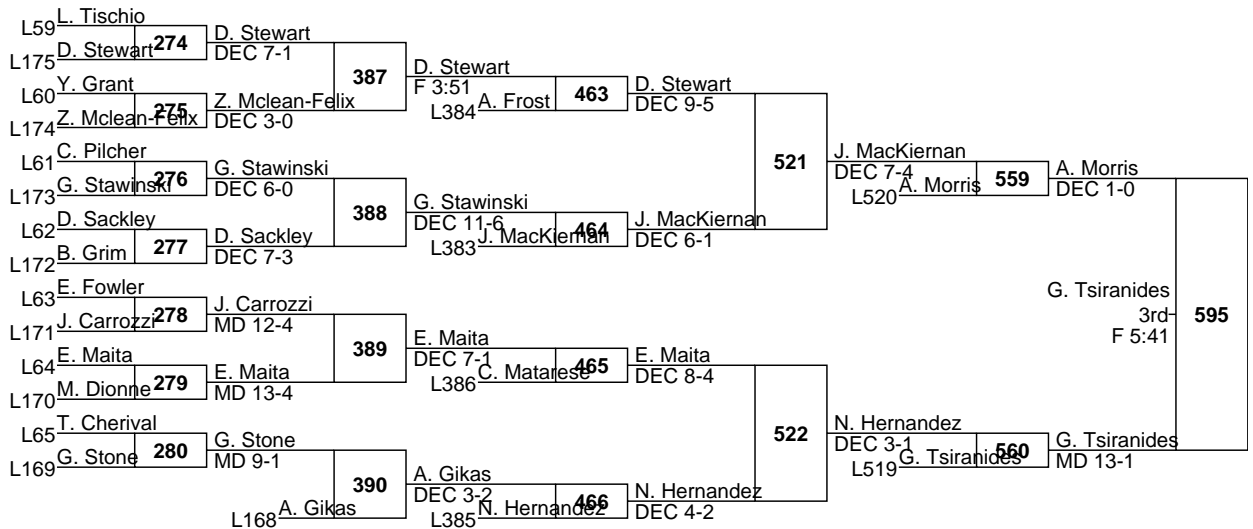 L. Tischio
L59
274
D. Stewart
L175
D. Stewart
DEC 7-1
387
D. Stewart
F 3:51
Y. Grant
L60
275
Z. Mclean-Felix
L174
Z. Mclean-Felix
DEC 3-0
L384
A. Frost
463
D. Stewart
DEC 9-5
521
J. MacKiernan
DEC 7-4
C. Pilcher
L61
276
G. Stawinski
L173
G. Stawinski
DEC 6-0
388
G. Stawinski
DEC 11-6
D. Sackley
L62
277
B. Grim
L172
D. Sackley
DEC 7-3
L383
J. MacKiernan
464
J. MacKiernan
DEC 6-1
L520
A. Morris
559
A. Morris
DEC 1-0
G. Tsiranides
3rd
F 5:41
595
E. Fowler
L63
278
J. Carrozzi
L171
J. Carrozzi
MD 12-4
389
E. Maita
DEC 7-1
E. Maita
L64
279
M. Dionne
L170
E. Maita
MD 13-4
L386
C. Matarese
465
E. Maita
DEC 8-4
522
N. Hernandez
DEC 3-1
T. Cherival
L65
280
G. Stone
L169
G. Stone
MD 9-1
390
A. Gikas
DEC 3-2
L168
A. Gikas
L385
N. Hernandez
466
N. Hernandez
DEC 4-2
L519
G. Tsiranides
560
G. Tsiranides
MD 13-1